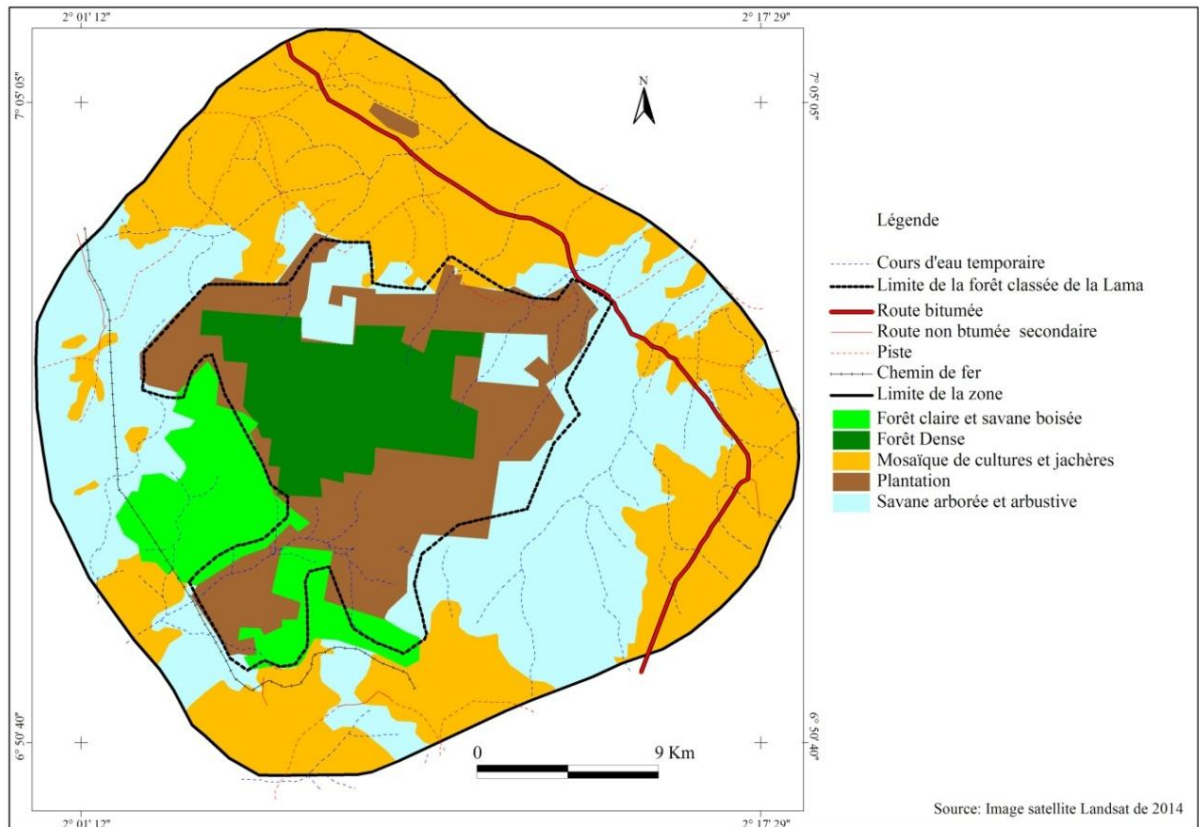 2° 01' 12"
2° 17' 29"
7° 05' 05"
7° 05' 05"
N
Légende
Cours d'eau temporaire
Limite de la forêt classée de la Lama
Route bitumée
Route non btumée secondaire
Piste
Chemin de fer
Limite de la zone
Forêt claire et savane boisée
Forêt Dense
Mosaïque de cultures et jachères
Plantation
Savane arborée et arbustive
6° 50' 40"
6° 50' 40"
0 9 Km
Source: Image satellite Landsat de 2014
2° 01' 12"
2° 17' 29"